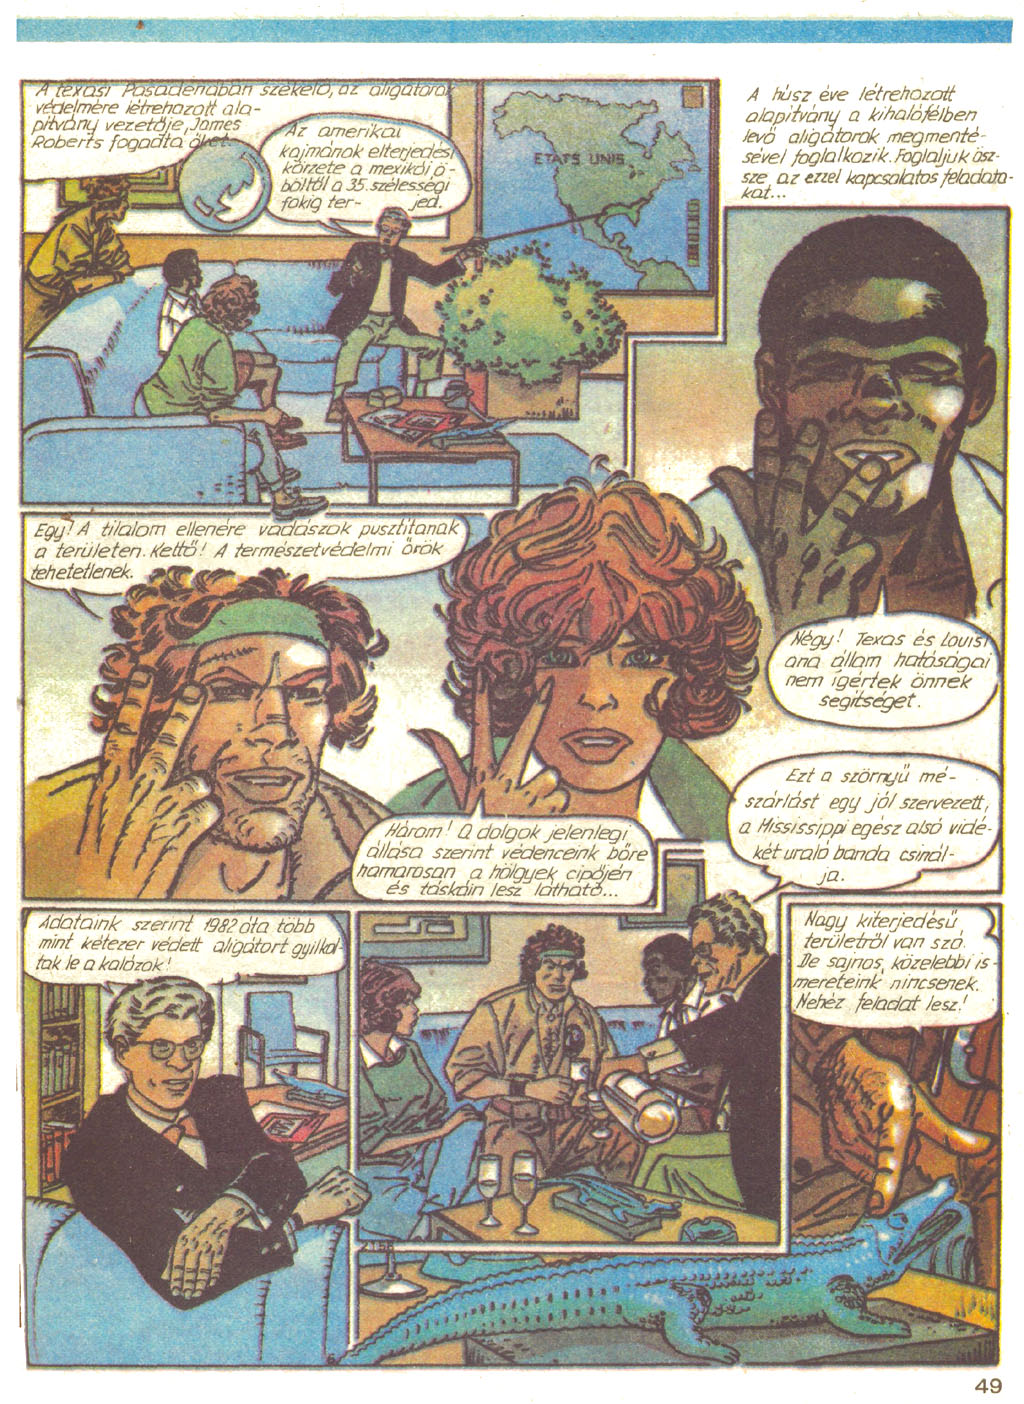 A texasi Pasadenában székelő, az aligátorok
védelmére létrehozott ala-
pítvány vezetője, James
Roberts fogadta őket.
Az amerikai
kajmánok elterjedési
körzete a mexikói ö-
böltől a 35. szélességi
fokig ter- jed.
ETATS UNIS
A húsz éve létrehozott
alapítvány a kihalófélben
levő aligátorok megmenté-
sével foglalkozik. Foglaljuk ösz-
sze az ezzel kapcsolatos feladato-
kat...
Egy! A tilalom ellenére vadászok pusztítanak
a területen. Kettő! A természetvédelmi őrök
tehetetlenek.
Három! A dolgok jelenlegi
állása szerint védenceink bőre
hamarosan a hölgyek cipőjén
és táskáin lesz látható...
Négy! Texas és Louisi
ana állam hatóságai
nem ígértek önnek
segítséget.
Ezt a szörnyű mé-
szárlást egy jól szervezett,
a Mississippi egész alsó vidé-
két uraló banda csinál-
ja.
Adataink szerint 1982 óta több
mint kétezer védett aligátort gyilkol-
tak le a kalózok!
Nagy kiterjedésű
területről van szó.
De sajnos, közelebbi is-
mereteink nincsenek.
Nehéz feladat lesz!
49